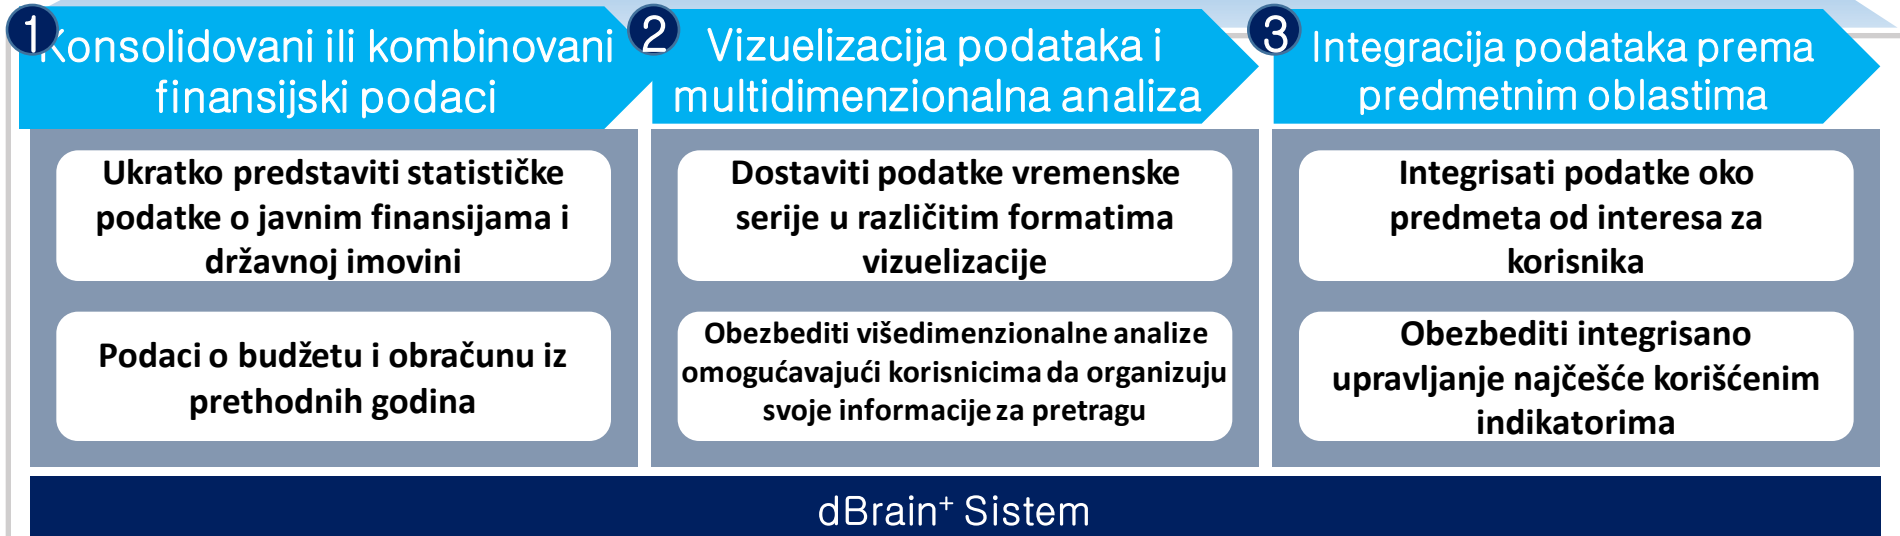 1
Konsolidovani ili kombinovani
finansijski podaci
2
Vizuelizacija podataka i
multidimenzionalna analiza
3
Integracija podataka prema
predmetnim oblastima
Ukratko predstaviti statističke
podatke o javnim finansijama i
državnoj imovini
Podaci o budžetu i obračunu iz
prethodnih godina
Dostaviti podatke vremenske
serije u različitim formatima
vizuelizacije
Obezbediti višedimenzionalne analize
omogućavajući korisnicima da organizuju
svoje informacije za pretragu
Integrisati podatke oko
predmeta od interesa za
korisnika
Obezbediti integrisano
upravljanje najčešće korišćenim
indikatorima
dBrain⁺ Sistem